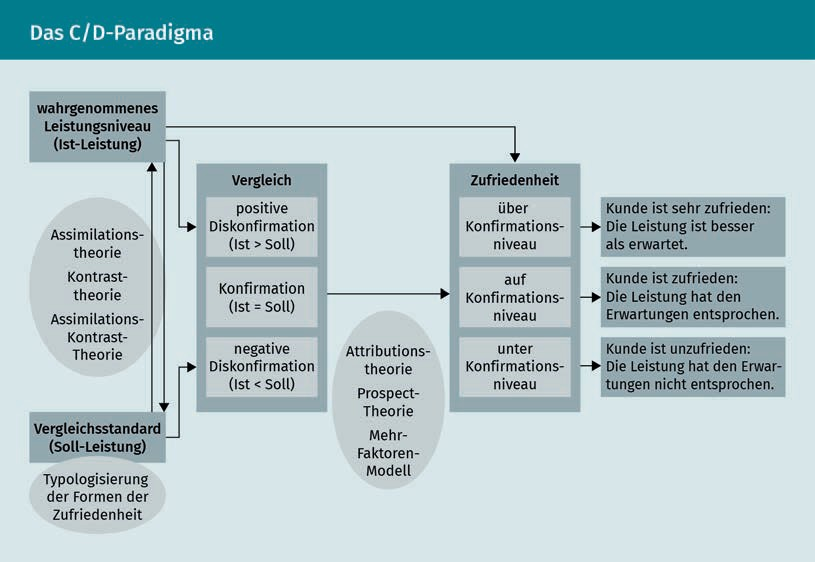 Das C/D-Paradigma
wahrgenommenes
Leistungsniveau
(Ist-Leistung)
Assimilations-
theorie
Kontrast-
theorie
Assimilations-
Kontrast-
Theorie
Vergleichsstandard
(Soll-Leistung)
Typologisierung
der Formen der
Zufriedenheit
Vergleich
positive
Diskonfirmation
(Ist > Soll)
Konfirmation
(Ist = Soll)
negative
Diskonfirmation
(Ist < Soll)
Attributions-
theorie
Prospect-
Theorie
Mehr-
Faktoren-
Modell
Zufriedenheit
über
Konfirmations-
niveau
auf
Konfirmations-
niveau
unter
Konfirmations-
niveau
Kunde ist sehr zufrieden:
Die Leistung ist besser
als erwartet.
Kunde ist zufrieden:
Die Leistung hat den
Erwartungen entsprochen.
Kunde ist unzufrieden:
Die Leistung hat den Erwar-
tungen nicht entsprochen.